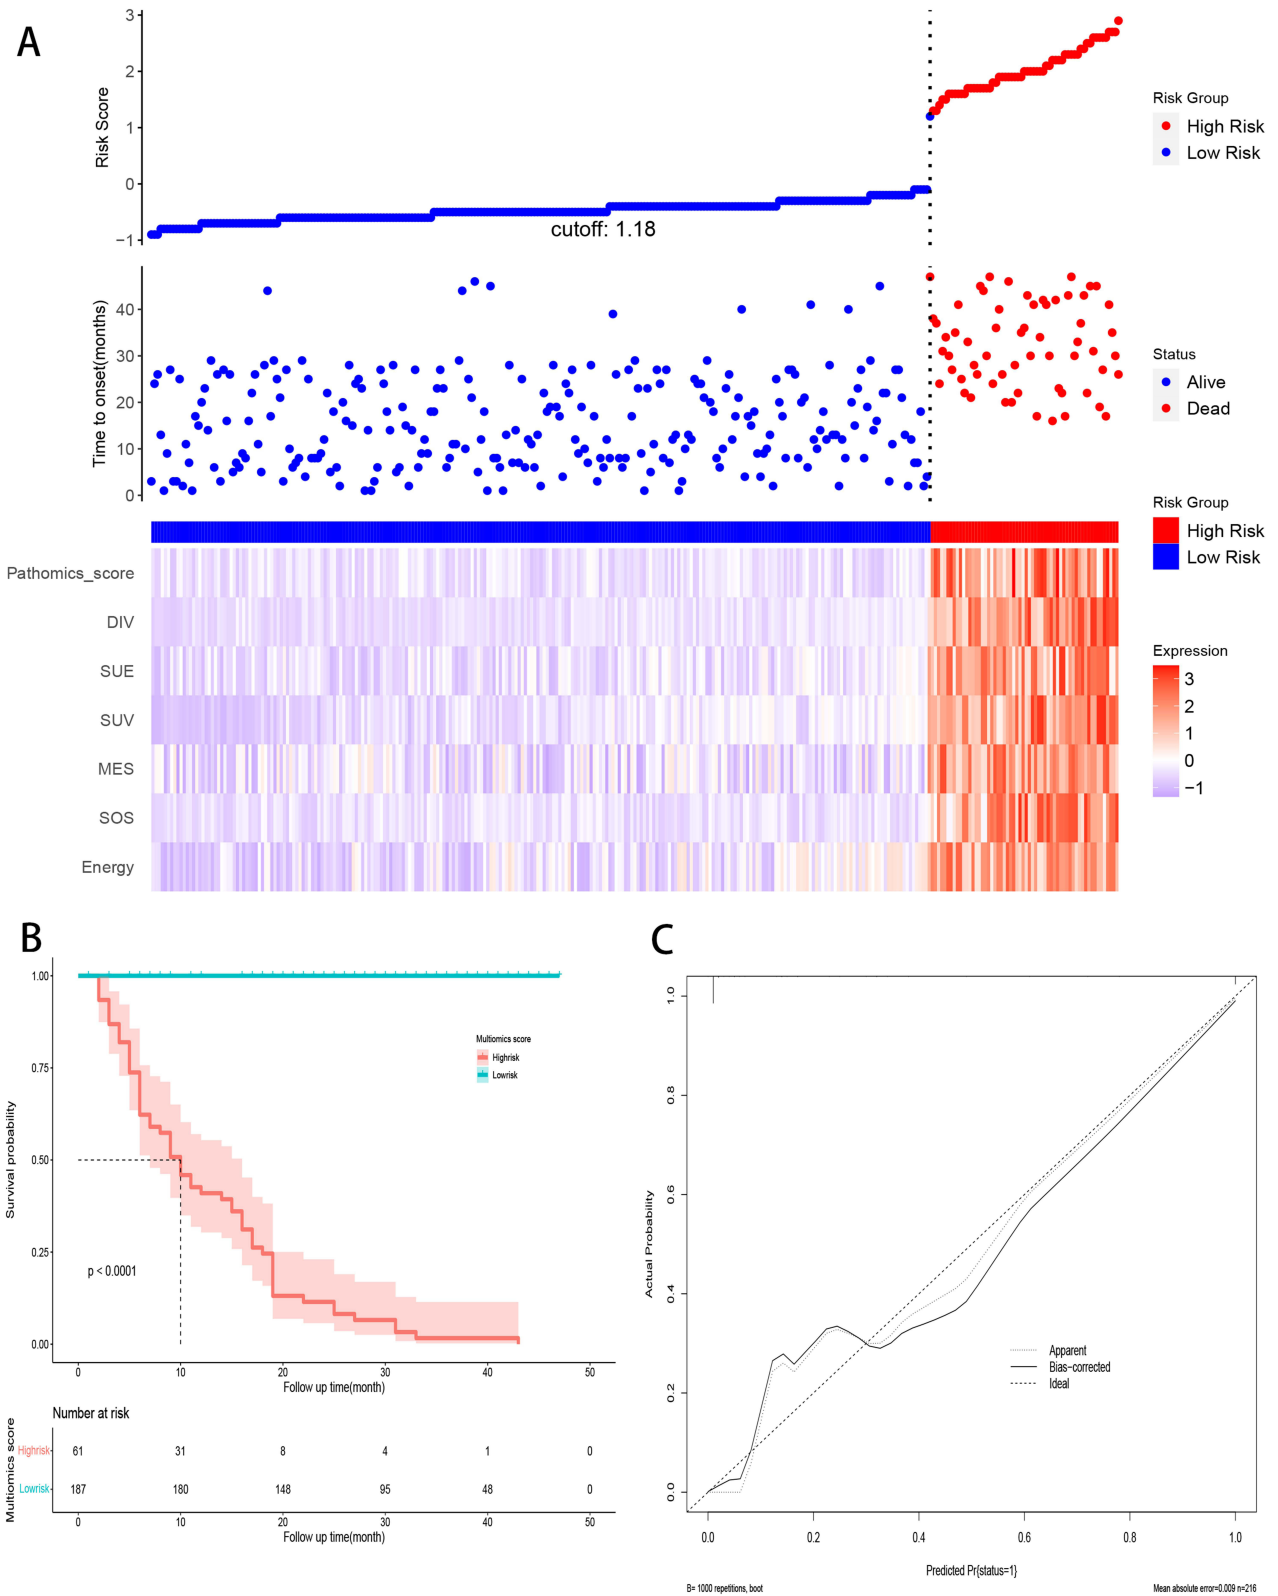 A
3
2
1
0
−1
Risk Score
cutoff: 1.18
Risk Group
High Risk
Low Risk
40
30
20
10
0
Time to onset(months)
Status
Alive
Dead
Risk Group
High Risk
Low Risk
Pathomics_score
DIV
SUE
SUV
MES
SOS
Energy
Expression
3
2
1
0
−1
B
1.00
0.75
0.50
0.25
0.00
Survival probability
Multiomics score
Highrisk
Lowrisk
p < 0.0001
0 10 20 30 40 50
Follow up time(month)
Number at risk
Multiomics score
Highrisk 61 31 8 4 1 0
Lowrisk 187 180 148 95 48 0
0 10 20 30 40 50
Follow up time(month)
C
1.0
0.8
0.6
0.4
0.2
0.0
Actual Probability
Apparent
Bias-corrected
Ideal
0.0 0.2 0.4 0.6 0.8 1.0
Predicted Pr{status=1}
B= 1000 repetitions, boot
Mean absolute error=0.009 n=216